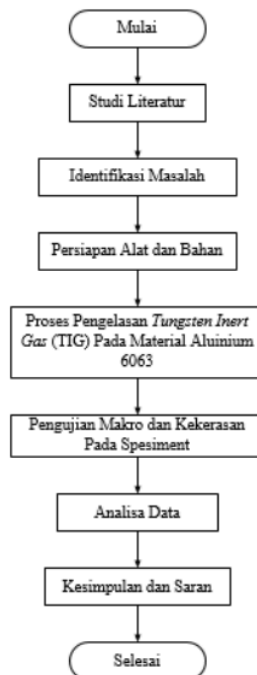 Mulai
Studi Literatur
Identifikasi Masalah
Persiapan Alat dan Bahan
Proses Pengelasan Tungsten Inert
Gas (TIG) Pada Material Aluinium
6063
Pengujian Makro dan Kekerasan
Pada Spesiment
Analisa Data
Kesimpulan dan Saran
Selesai